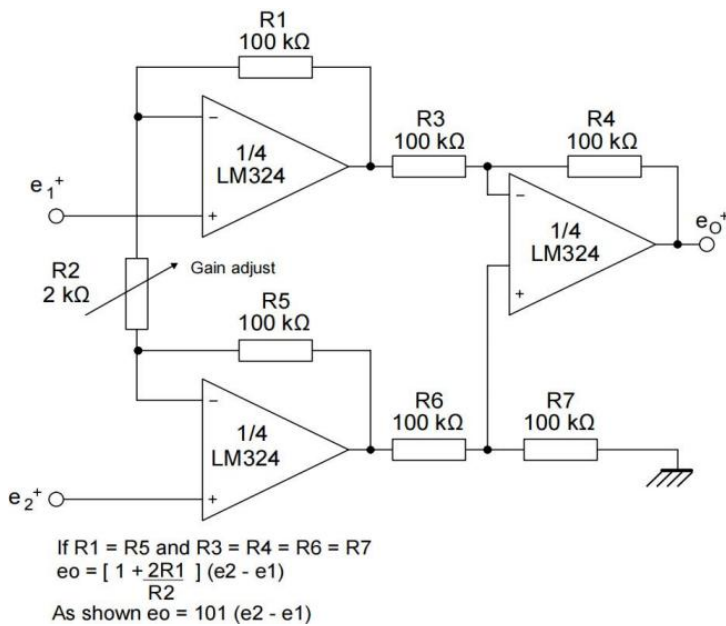 R1
100 kΩ
R3
100 kΩ
R4
100 kΩ
−
1/4
LM324
+
e1+
−
1/4
LM324
+
eO+
R2
2 kΩ
Gain adjust
R5
100 kΩ
−
1/4
LM324
+
R6
100 kΩ
R7
100 kΩ
e2+
If R1 = R5 and R3 = R4 = R6 = R7
eo = [ 1 + 2R1 ] (e2 - e1)
R2
As shown eo = 101 (e2 - e1)